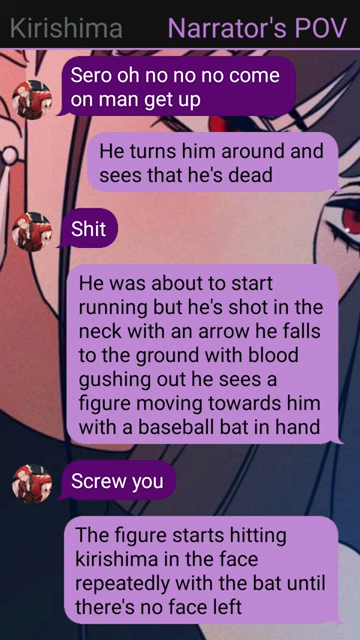 Kirishima Narrator's POV
Sero oh no no no come
on man get up
He turns him around and
sees that he's dead
Shit
He was about to start
running but he's shot in the
neck with an arrow he falls
to the ground with blood
gushing out he sees a
figure moving towards him
with a baseball bat in hand
Screw you
The figure starts hitting
kirishima in the face
repeatedly with the bat until
there's no face left